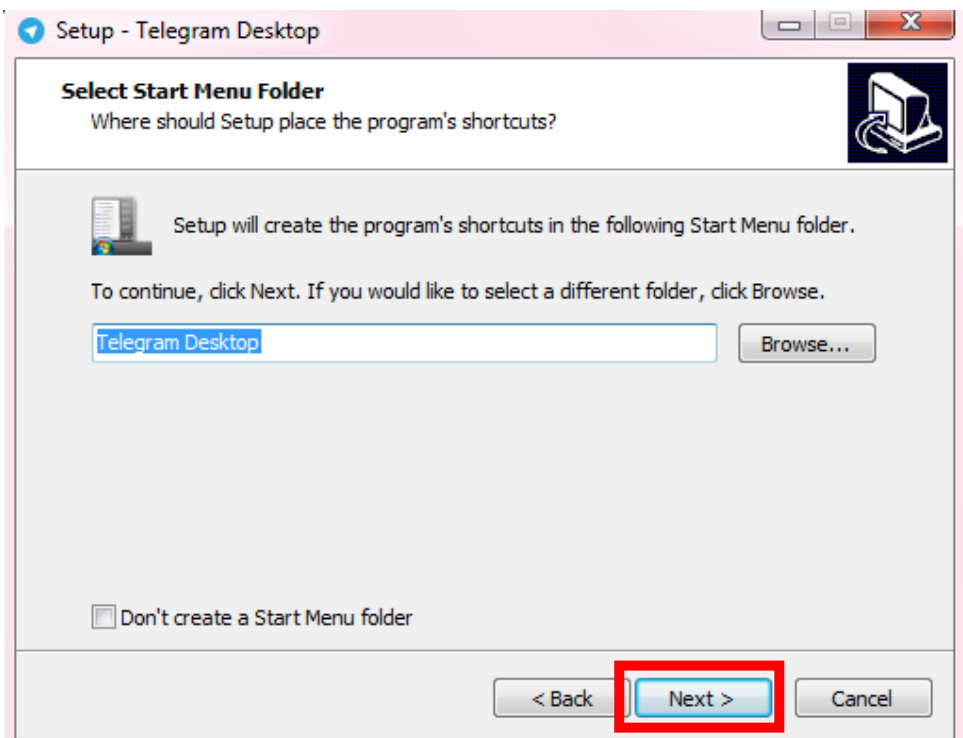 Setup - Telegram Desktop
Select Start Menu Folder
Where should Setup place the program's shortcuts?
Setup will create the program's shortcuts in the following Start Menu folder.
To continue, click Next. If you would like to select a different folder, click Browse.
Telegram Desktop
Browse...
Don't create a Start Menu folder
< Back
Next >
Cancel